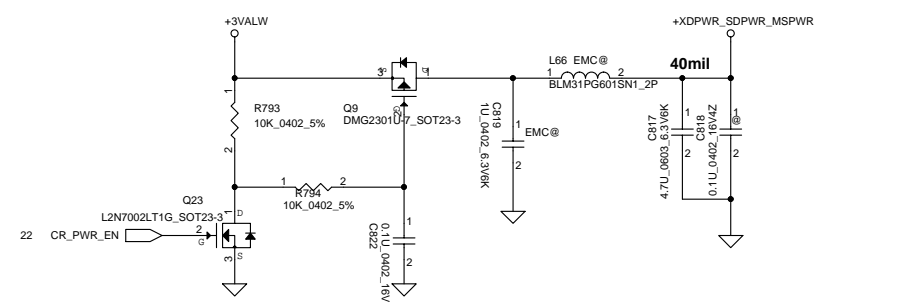 +3VALW
+XDPWR_SDPWR_MSPWR
L66 EMC@
40mil
3 S D 1
1 2
BLM31PG601SN1_2P
1
R793
10K_0402_5%
2
Q9
DMG2301U-7_SOT23-3
G 2
C819
1U_0402_6.3V6K
1
EMC@
2
C817
4.7U_0603_6.3V6K
1
2
C818
0.1U_0402_16V4Z
1
@
2
1 2
R794
10K_0402_5%
Q23
L2N7002LT1G_SOT23-3
1 D
2
G
3 S
22 CR_PWR_EN
C822
0.1U_0402_16V
1
2